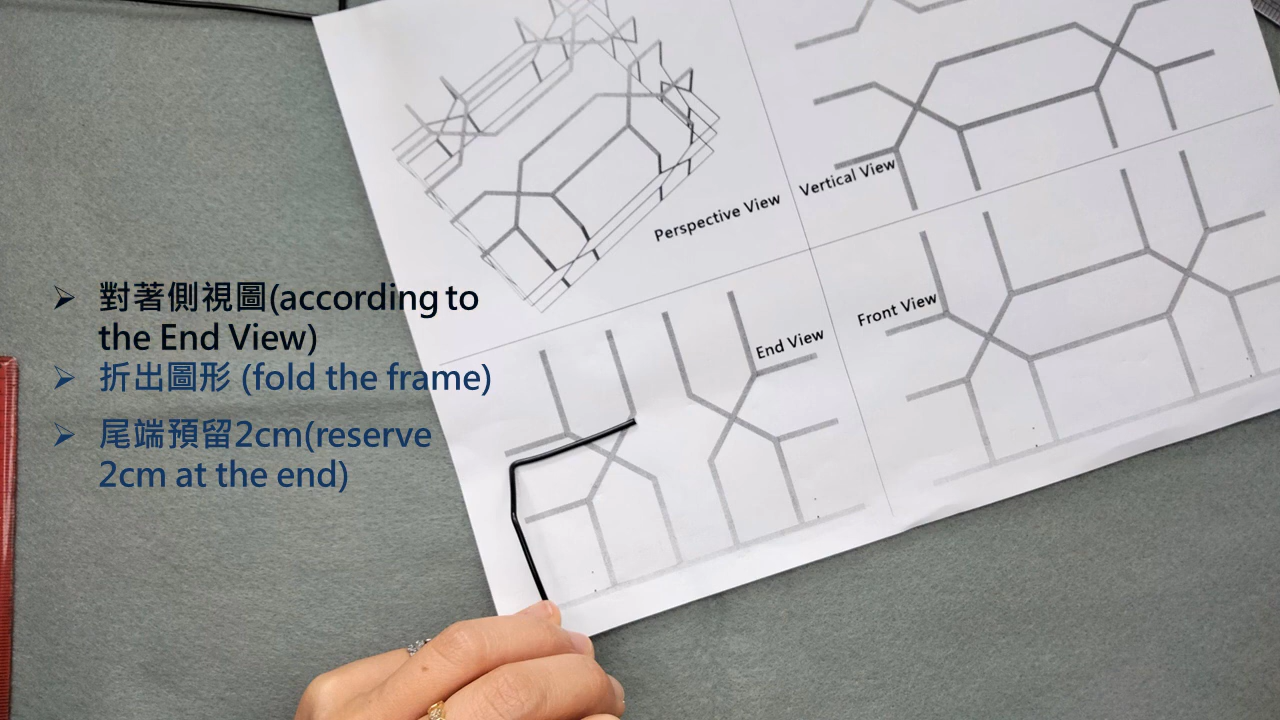 對著側視圖(according to
the End View)
折出圖形 (fold the frame)
尾端預留2cm(reserve
2cm at the end)
Perspective View
Vertical View
End View
Front View